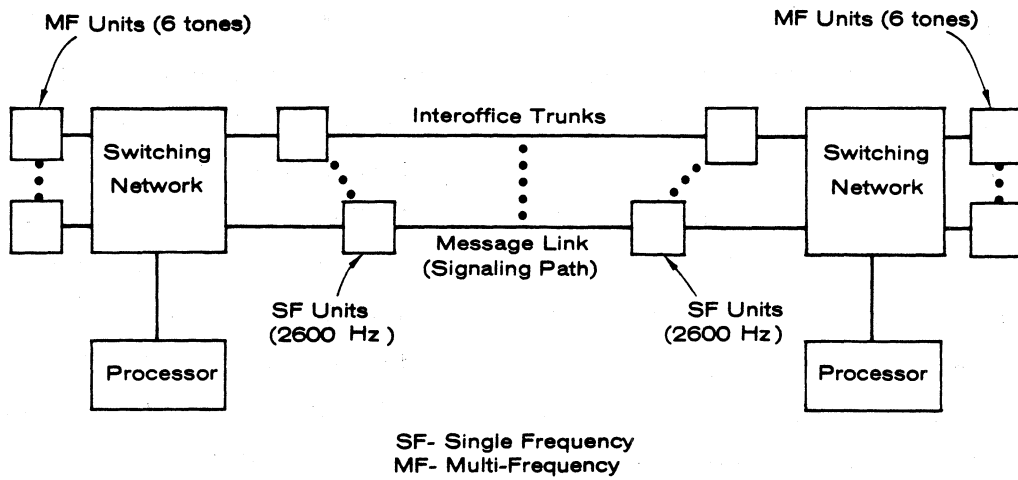 MF Units (6 tones)
MF Units (6 tones)
Interoffice Trunks
Switching
Network
Switching
Network
Message Link
(Signaling Path)
SF Units
(2600 Hz)
SF Units
(2600 Hz)
Processor
Processor
SF- Single Frequency
MF- Multi-Frequency